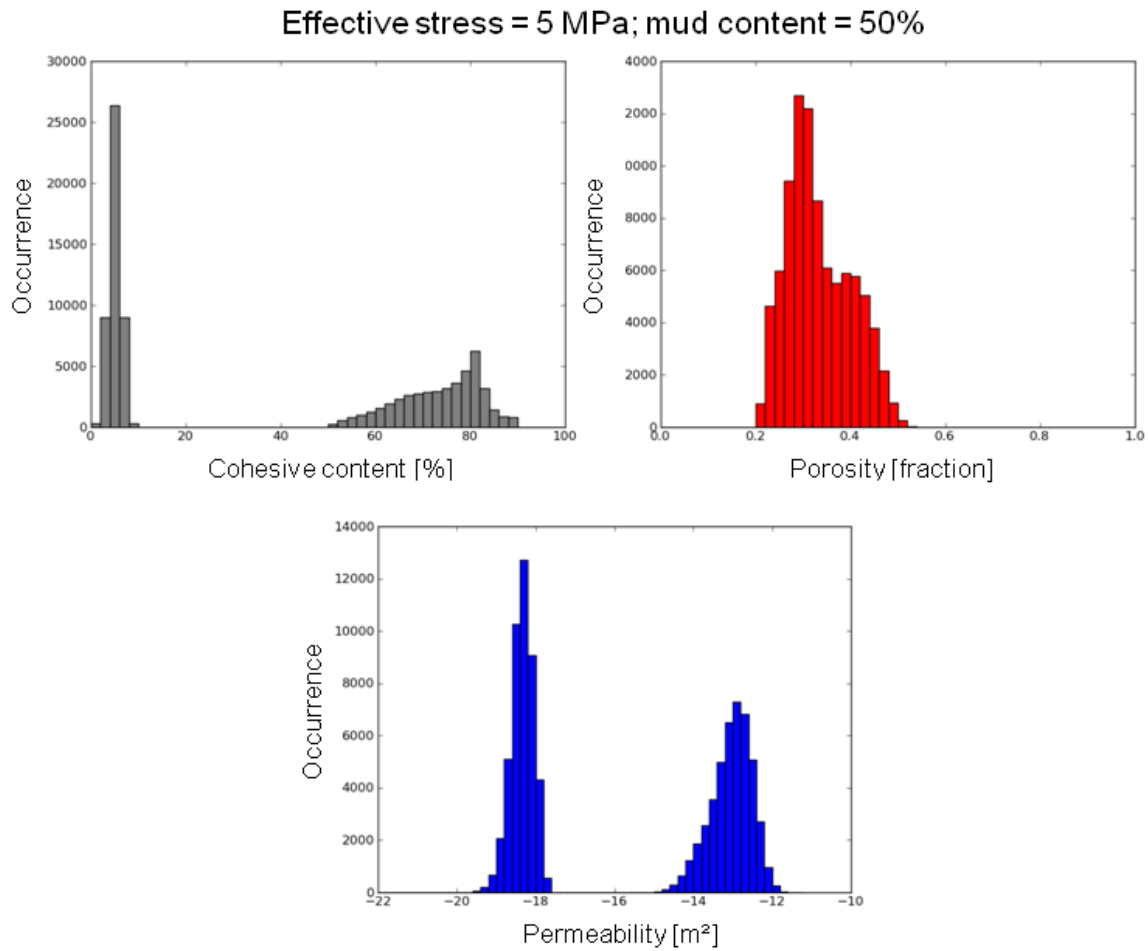 Effective stress = 5 MPa; mud content = 50%
30000
25000
20000
15000
10000
5000
0
Occurrence
0 20 40 60 80 100
Cohesive content [%]
4000
2000
0000
8000
6000
4000
2000
0
Occurrence
0.0 0.2 0.4 0.6 0.8 1.0
Porosity [fraction]
14000
12000
10000
8000
6000
4000
2000
0
Occurrence
−22 −20 −18 −16 −14 −12 −10
Permeability [m²]